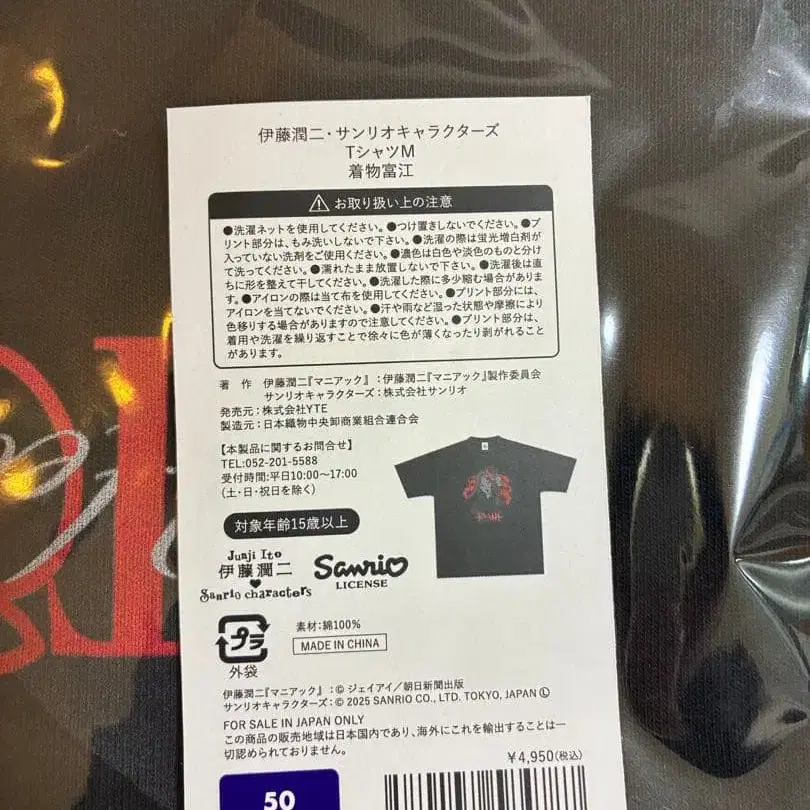 伊藤潤二・サンリオキャラクターズ
TシャツM
着物富江
お取り扱い上の注意
●洗濯ネットを使用してください。●つけ置きしないでください。●プ
リント部分は、もみ洗いしないで下さい。●洗濯の際は蛍光増白剤が
入っていない洗剤をご使用ください。●濃色は白色や淡色のものと分け
て洗ってください。●濡れたまま放置しないで下さい。●洗濯後は直
ちに形を整えて干してください。●洗濯した際に多少縮む場合がありま
す。●アイロンの際は当て布を使用してください。●プリント部分には、
アイロンを当てないでください。●汗や雨など湿った状態や摩擦により
色移りする場合がありますので注意してください。●プリント部分は、
着用や洗濯を繰り返すことで徐々に色が薄くなったり剥がれること
があります。
著 作 伊藤潤二『マニアック』:伊藤潤二『マニアック』製作委員会
サンリオキャラクターズ:株式会社サンリオ
発売元:株式会社YTE
製造元:日本織物中央卸商業組合連合会
【本製品に関するお問合せ】
TEL:052-201-5588
受付時間:平日10:00~17:00
(土・日・祝日を除く)
対象年齢15歳以上
Junji Ito
伊藤潤二
Sanrio characters
Sanrio
LICENSE
プラ
外袋
素材:綿100%
MADE IN CHINA
伊藤潤二『マニアック』:© ジェイアイ/朝日新聞出版
サンリオキャラクターズ:© 2025 SANRIO CO., LTD. TOKYO, JAPAN Ⓛ
FOR SALE IN JAPAN ONLY
この商品の販売地域は日本国内であり、海外にこれを輸出することは一
切認められておりません。
¥4,950(税込)
50